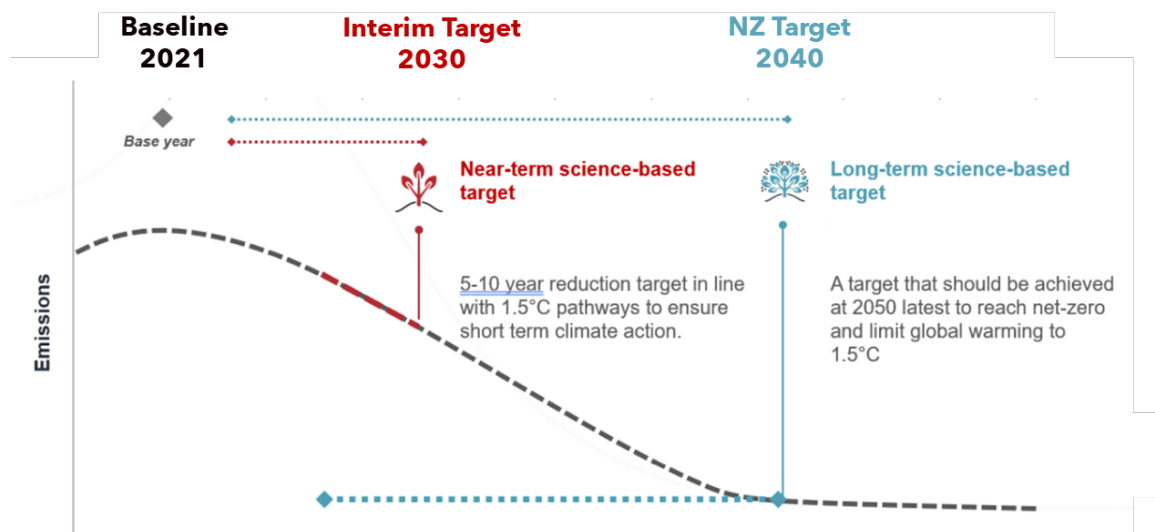 Baseline
2021
Interim Target
2030
NZ Target
2040
Base year
Near-term science-based
target
Long-term science-based
target
5-10 year reduction target in line
with 1.5°C pathways to ensure
short term climate action.
A target that should be achieved
at 2050 latest to reach net-zero
and limit global warming to
1.5°C
Emissions